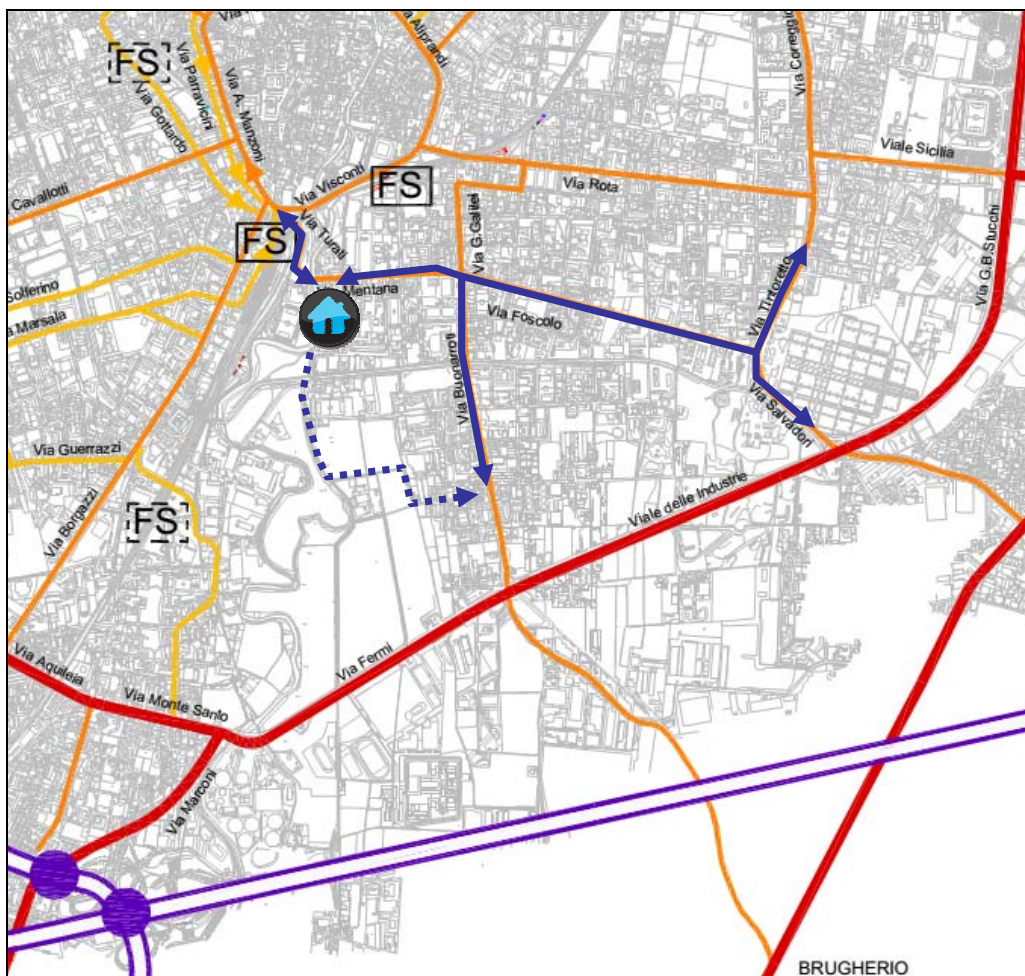 Via Aliprandi
Via Correggio
FS
Via Parravicini
Via Gottardo
Via A. Manzoni
Viale Sicilia
Cavallotti
Via Visconti
FS
Via Rota
Via G.Galilei
Via G.B.Stucchi
FS
Via Turati
Solferino
Mentana
Via Tintoretto
Via Foscolo
a Marsala
Via Buonarroti
Via Salvadori
Via Guerrazzi
Viale delle Industrie
FS
Via Borgazzi
Via Aquileia
Via Fermi
Via Monte Santo
Via Marconi
BRUGHERIO